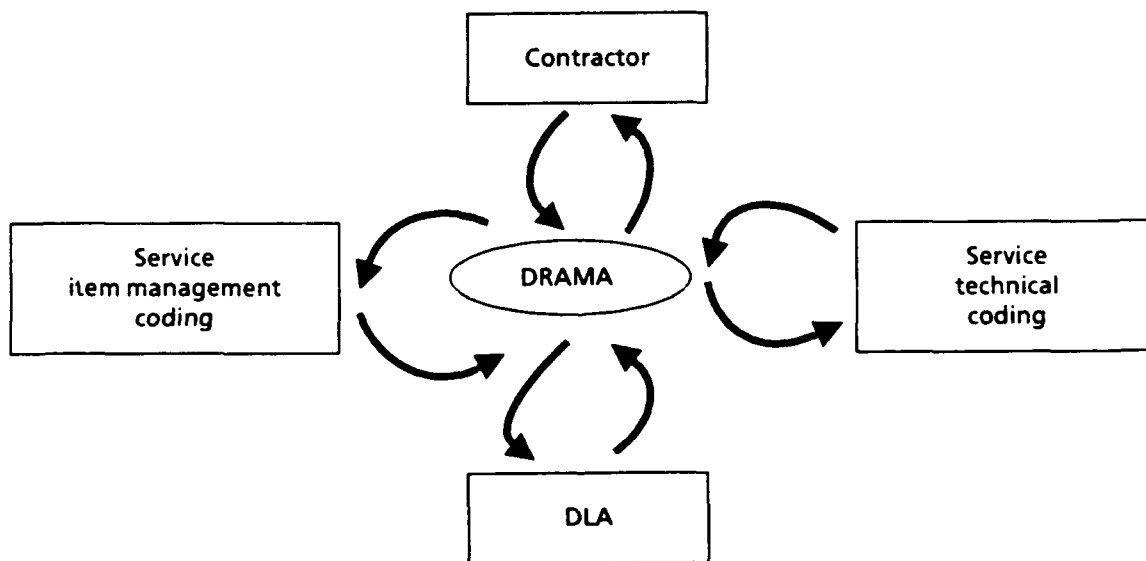 Contractor
Service
item management
coding
DRAMA
Service
technical
coding
DLA